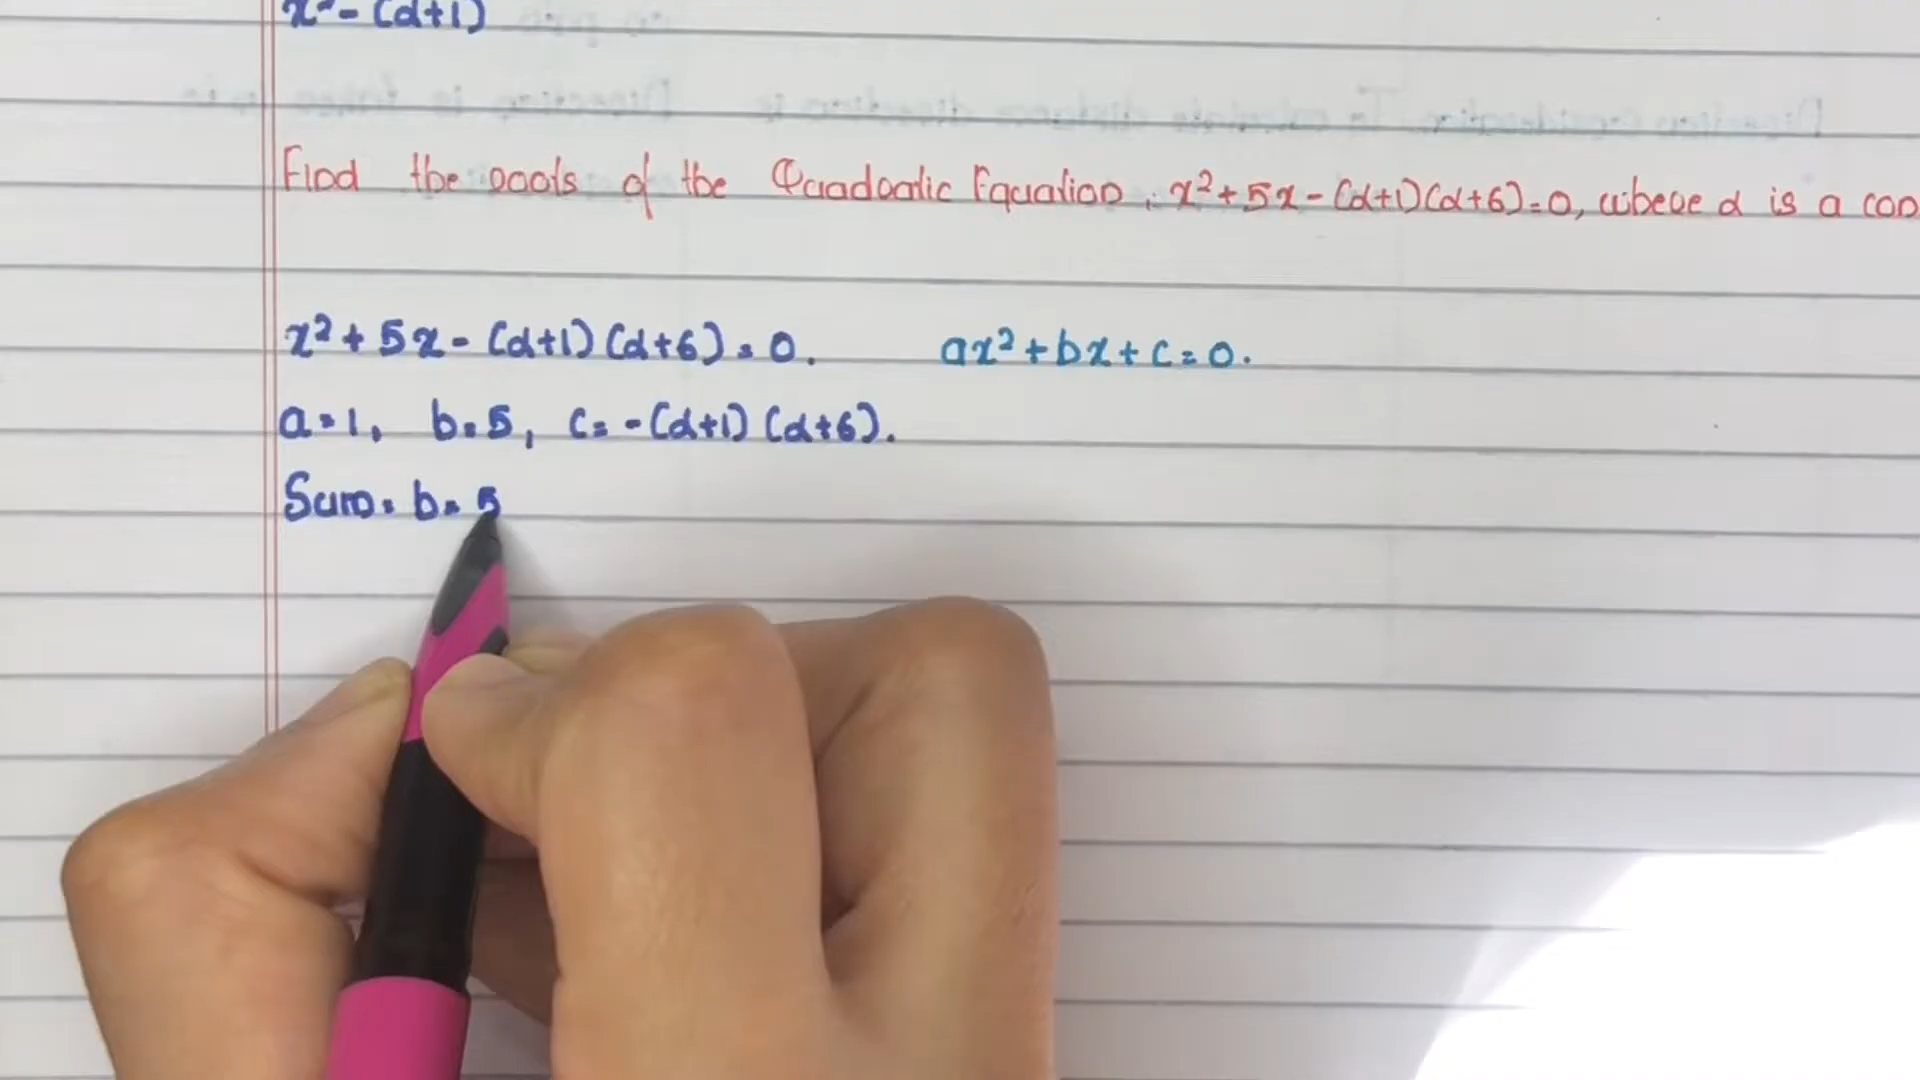 x² - (α+1)
Find the roots of the Quadratic Equation, x² + 5x - (α+1)(α+6) = 0, where α is a con
x² + 5x - (α+1)(α+6) = 0. ax² + bx + c = 0.
a = 1, b = 5, c = -(α+1)(α+6).
Sum = b = 5